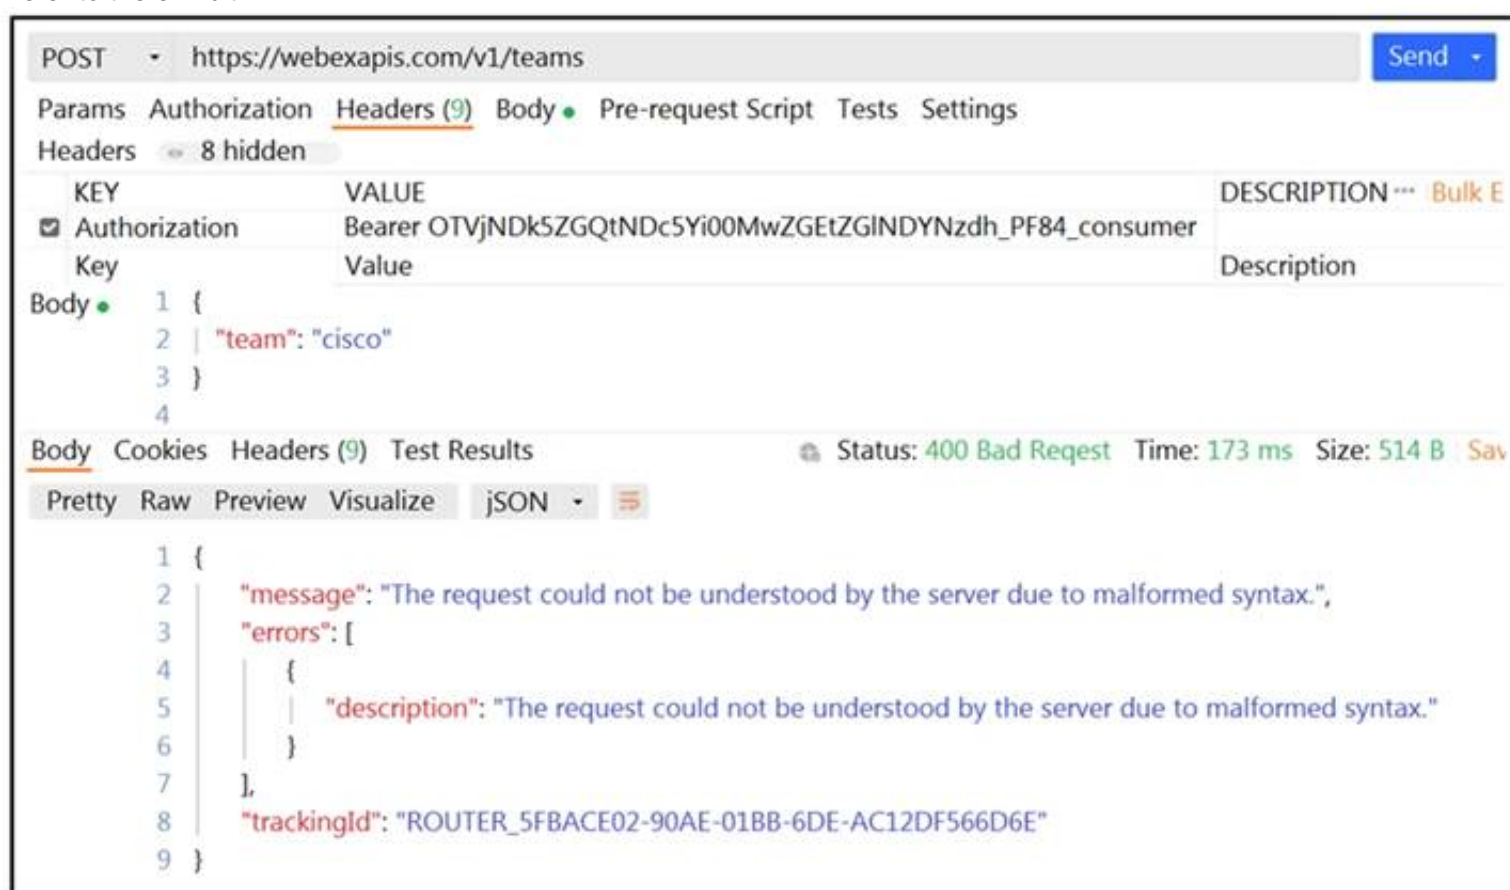 POST https://webexapis.com/v1/teams Send
Params Authorization Headers (9) Body Pre-request Script Tests Settings
Headers 8 hidden
KEY VALUE DESCRIPTION ··· Bulk E
Authorization Bearer OTVjNDk5ZGQtNDc5Yi00MwZGEtZGlNDYNzdh_PF84_consumer
Key Value Description
Body 1 {
2 "team": "cisco"
3 }
4
Body Cookies Headers (9) Test Results Status: 400 Bad Reqest Time: 173 ms Size: 514 B Sav
Pretty Raw Preview Visualize jSON
1 {
2 "message": "The request could not be understood by the server due to malformed syntax.",
3 "errors": [
4 {
5 "description": "The request could not be understood by the server due to malformed syntax."
6 }
7 ],
8 "trackingId": "ROUTER_5FBACE02-90AE-01BB-6DE-AC12DF566D6E"
9 }